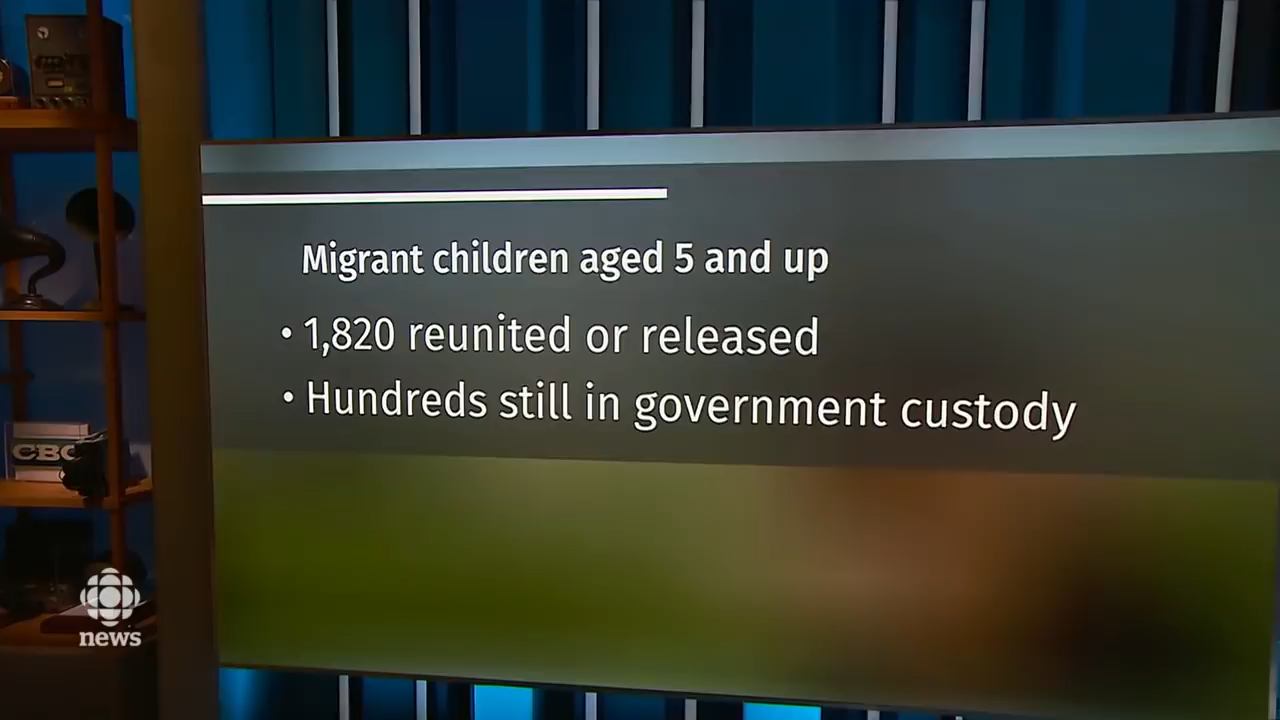 Migrant children aged 5 and up
• 1,820 reunited or released
• Hundreds still in government custody
CBC
news